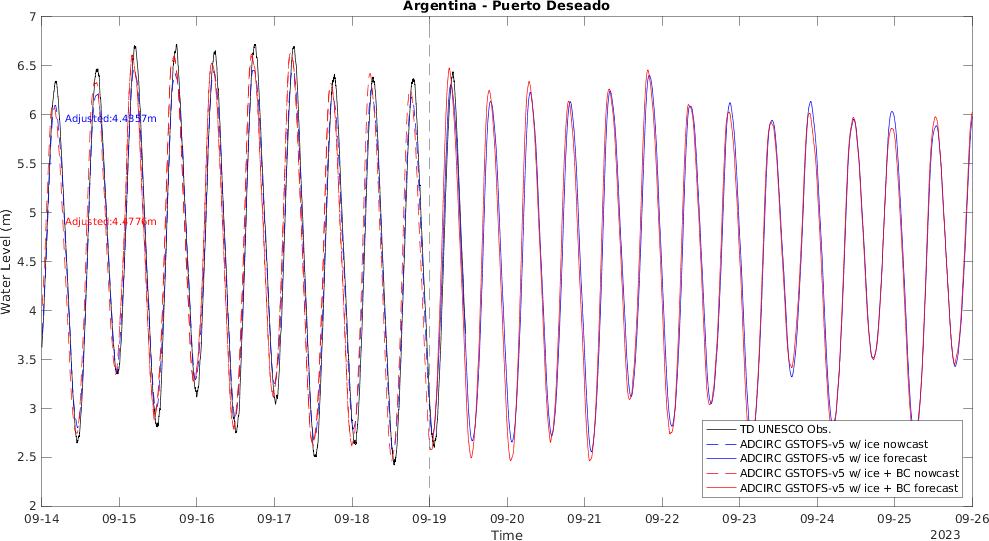 Argentina - Puerto Deseado
7
6.5
6
5.5
5
4.5
4
3.5
3
2.5
2
Water Level (m)
Adjusted:4.4357m
Adjusted:4.4776m
TD UNESCO Obs.
ADCIRC GSTOFS-v5 w/ ice nowcast
ADCIRC GSTOFS-v5 w/ ice forecast
ADCIRC GSTOFS-v5 w/ ice + BC nowcast
ADCIRC GSTOFS-v5 w/ ice + BC forecast
09-14 09-15 09-16 09-17 09-18 09-19 09-20 09-21 09-22 09-23 09-24 09-25 09-26
Time
2023